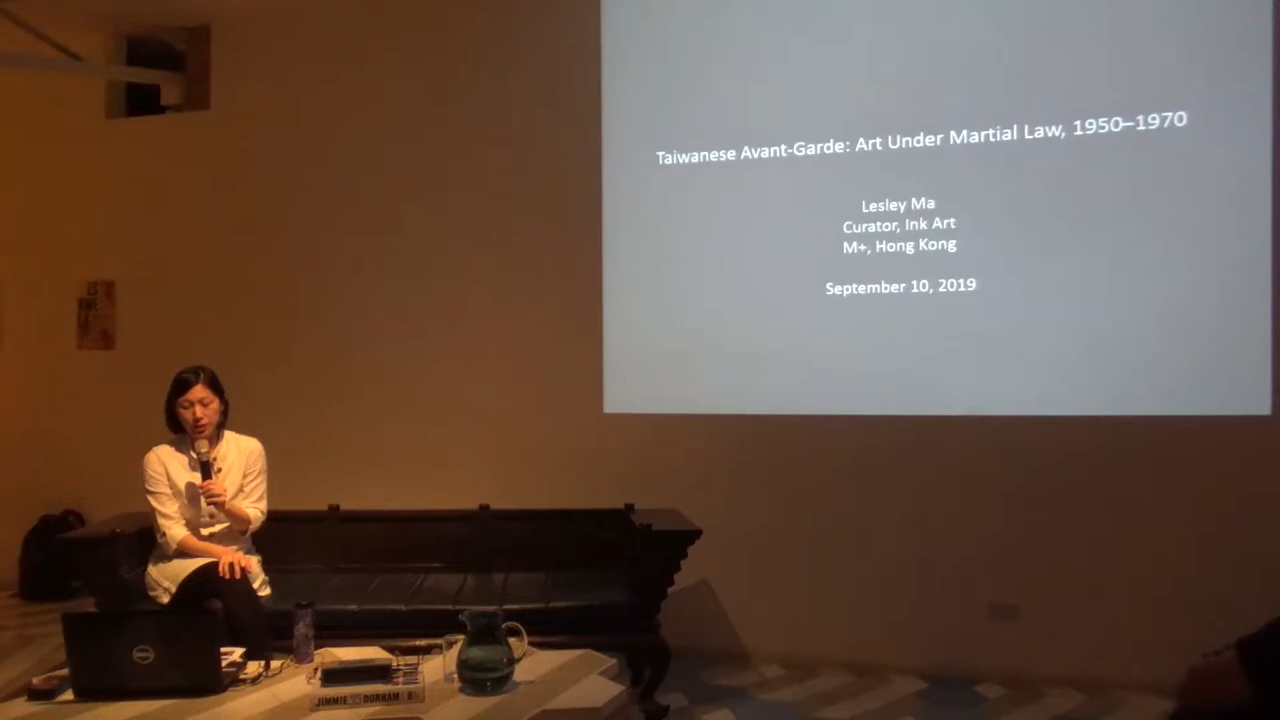 Taiwanese Avant-Garde: Art Under Martial Law, 1950–1970
Lesley Ma
Curator, Ink Art
M+, Hong Kong
September 10, 2019
DELL
JIMMIE DURHAM